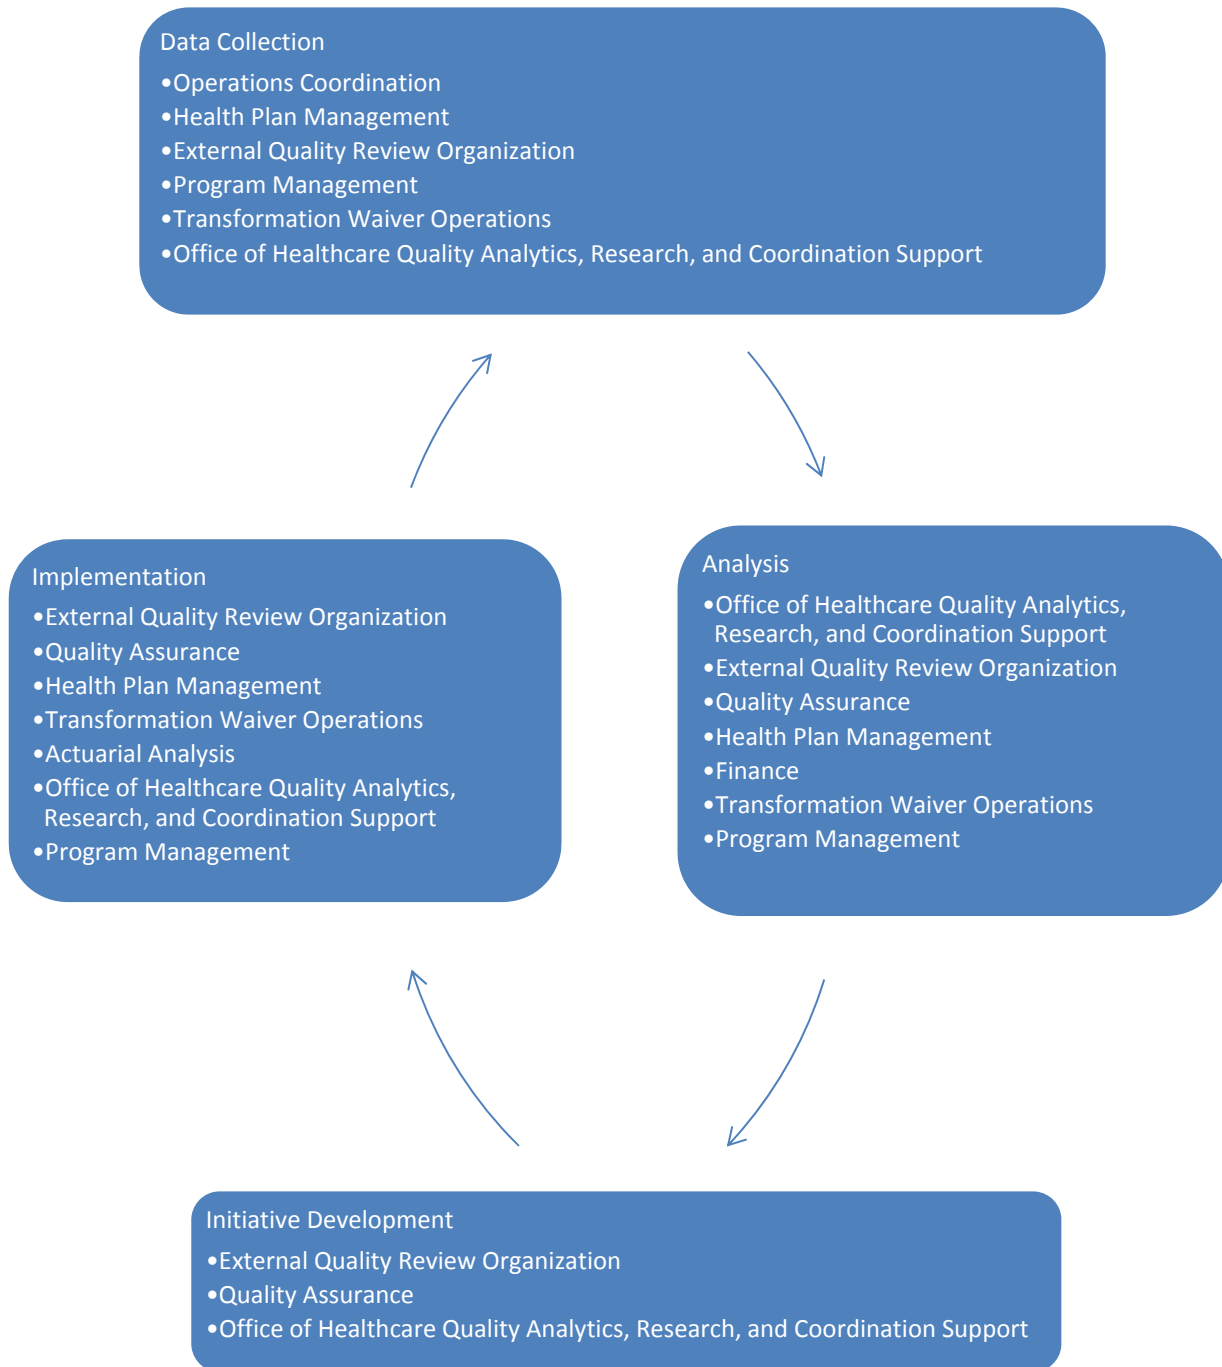 Data Collection
•Operations Coordination
•Health Plan Management
•External Quality Review Organization
•Program Management
•Transformation Waiver Operations
•Office of Healthcare Quality Analytics, Research, and Coordination Support
Analysis
•Office of Healthcare Quality Analytics,
Research, and Coordination Support
•External Quality Review Organization
•Quality Assurance
•Health Plan Management
•Finance
•Transformation Waiver Operations
•Program Management
Initiative Development
•External Quality Review Organization
•Quality Assurance
•Office of Healthcare Quality Analytics, Research, and Coordination Support
Implementation
•External Quality Review Organization
•Quality Assurance
•Health Plan Management
•Transformation Waiver Operations
•Actuarial Analysis
•Office of Healthcare Quality Analytics,
Research, and Coordination Support
•Program Management